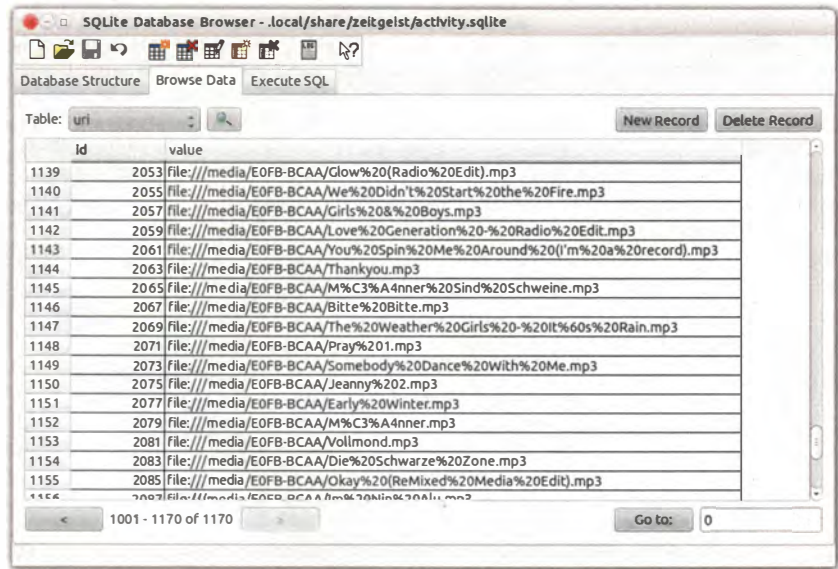 SQLite Database Browser - .local/share/zeitgeist/activity.sqlite
Database Structure Browse Data Execute SQL
Table: uri New Record Delete Record
id value
1139 2053 file:///media/E0FB-BCAA/Glow%20(Radio%20Edit).mp3
1140 2055 file:///media/E0FB-BCAA/We%20Didn't%20Start%20the%20Fire.mp3
1141 2057 file:///media/E0FB-BCAA/Girls%20&%20Boys.mp3
1142 2059 file:///media/E0FB-BCAA/Love%20Generation%20-%20Radio%20Edit.mp3
1143 2061 file:///media/E0FB-BCAA/You%20Spin%20Me%20Around%20(I'm%20a%20record).mp3
1144 2063 file:///media/E0FB-BCAA/Thankyou.mp3
1145 2065 file:///media/E0FB-BCAA/M%C3%A4nner%20Sind%20Schweine.mp3
1146 2067 file:///media/E0FB-BCAA/Bitte%20Bitte.mp3
1147 2069 file:///media/E0FB-BCAA/The%20Weather%20Girls%20-%20It%60s%20Rain.mp3
1148 2071 file:///media/E0FB-BCAA/Pray%201.mp3
1149 2073 file:///media/E0FB-BCAA/Somebody%20Dance%20With%20Me.mp3
1150 2075 file:///media/E0FB-BCAA/Jeanny%202.mp3
1151 2077 file:///media/E0FB-BCAA/Early%20Winter.mp3
1152 2079 file:///media/E0FB-BCAA/M%C3%A4nner.mp3
1153 2081 file:///media/E0FB-BCAA/Vollmond.mp3
1154 2083 file:///media/E0FB-BCAA/Die%20Schwarze%20Zone.mp3
1155 2085 file:///media/E0FB-BCAA/Okay%20(ReMixed%20Media%20Edit).mp3
1156 2087 file:///media/E0FB-BCAA/Im%20Nin%20Alu.mp3
< 1001 - 1170 of 1170 > Go to: 0